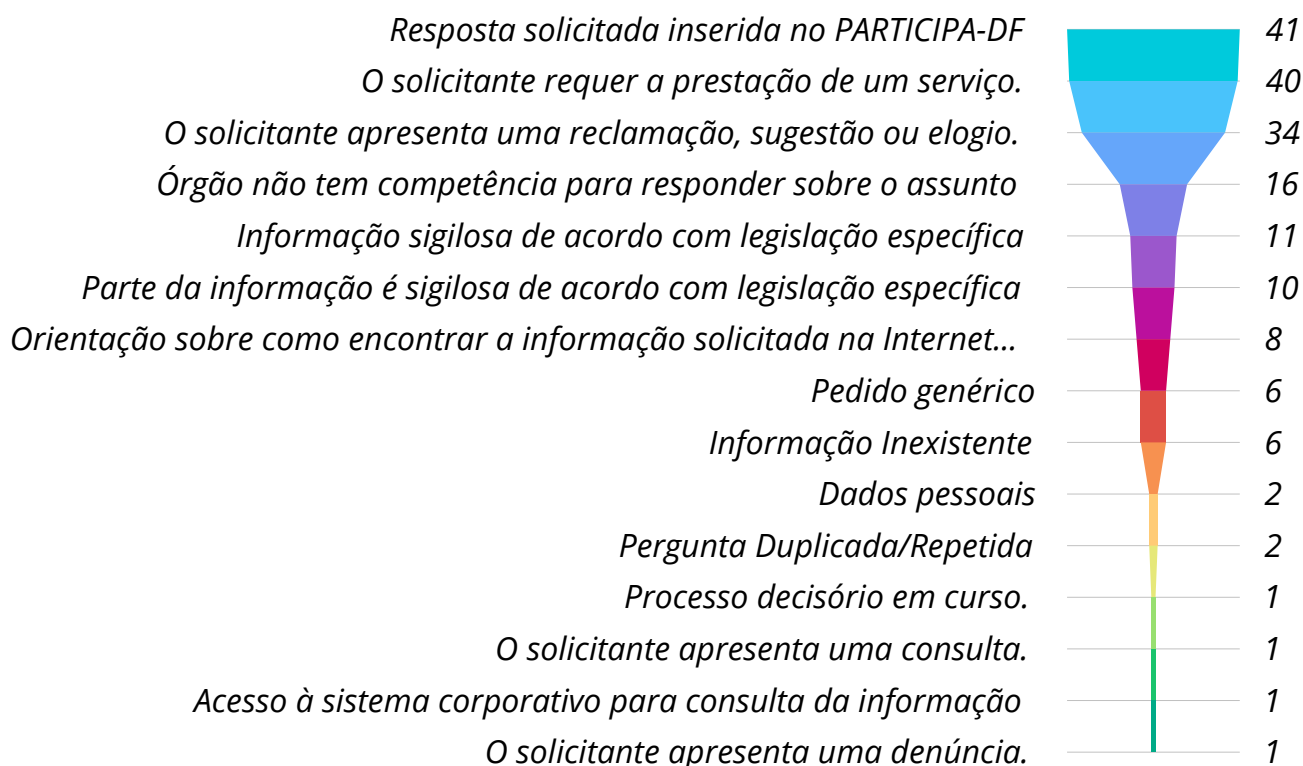 Resposta solicitada inserida no PARTICIPA-DF 41
O solicitante requer a prestação de um serviço. 40
O solicitante apresenta uma reclamação, sugestão ou elogio. 34
Órgão não tem competência para responder sobre o assunto 16
Informação sigilosa de acordo com legislação específica 11
Parte da informação é sigilosa de acordo com legislação específica 10
Orientação sobre como encontrar a informação solicitada na Internet... 8
Pedido genérico 6
Informação Inexistente 6
Dados pessoais 2
Pergunta Duplicada/Repetida 2
Processo decisório em curso. 1
O solicitante apresenta uma consulta. 1
Acesso à sistema corporativo para consulta da informação 1
O solicitante apresenta uma denúncia. 1